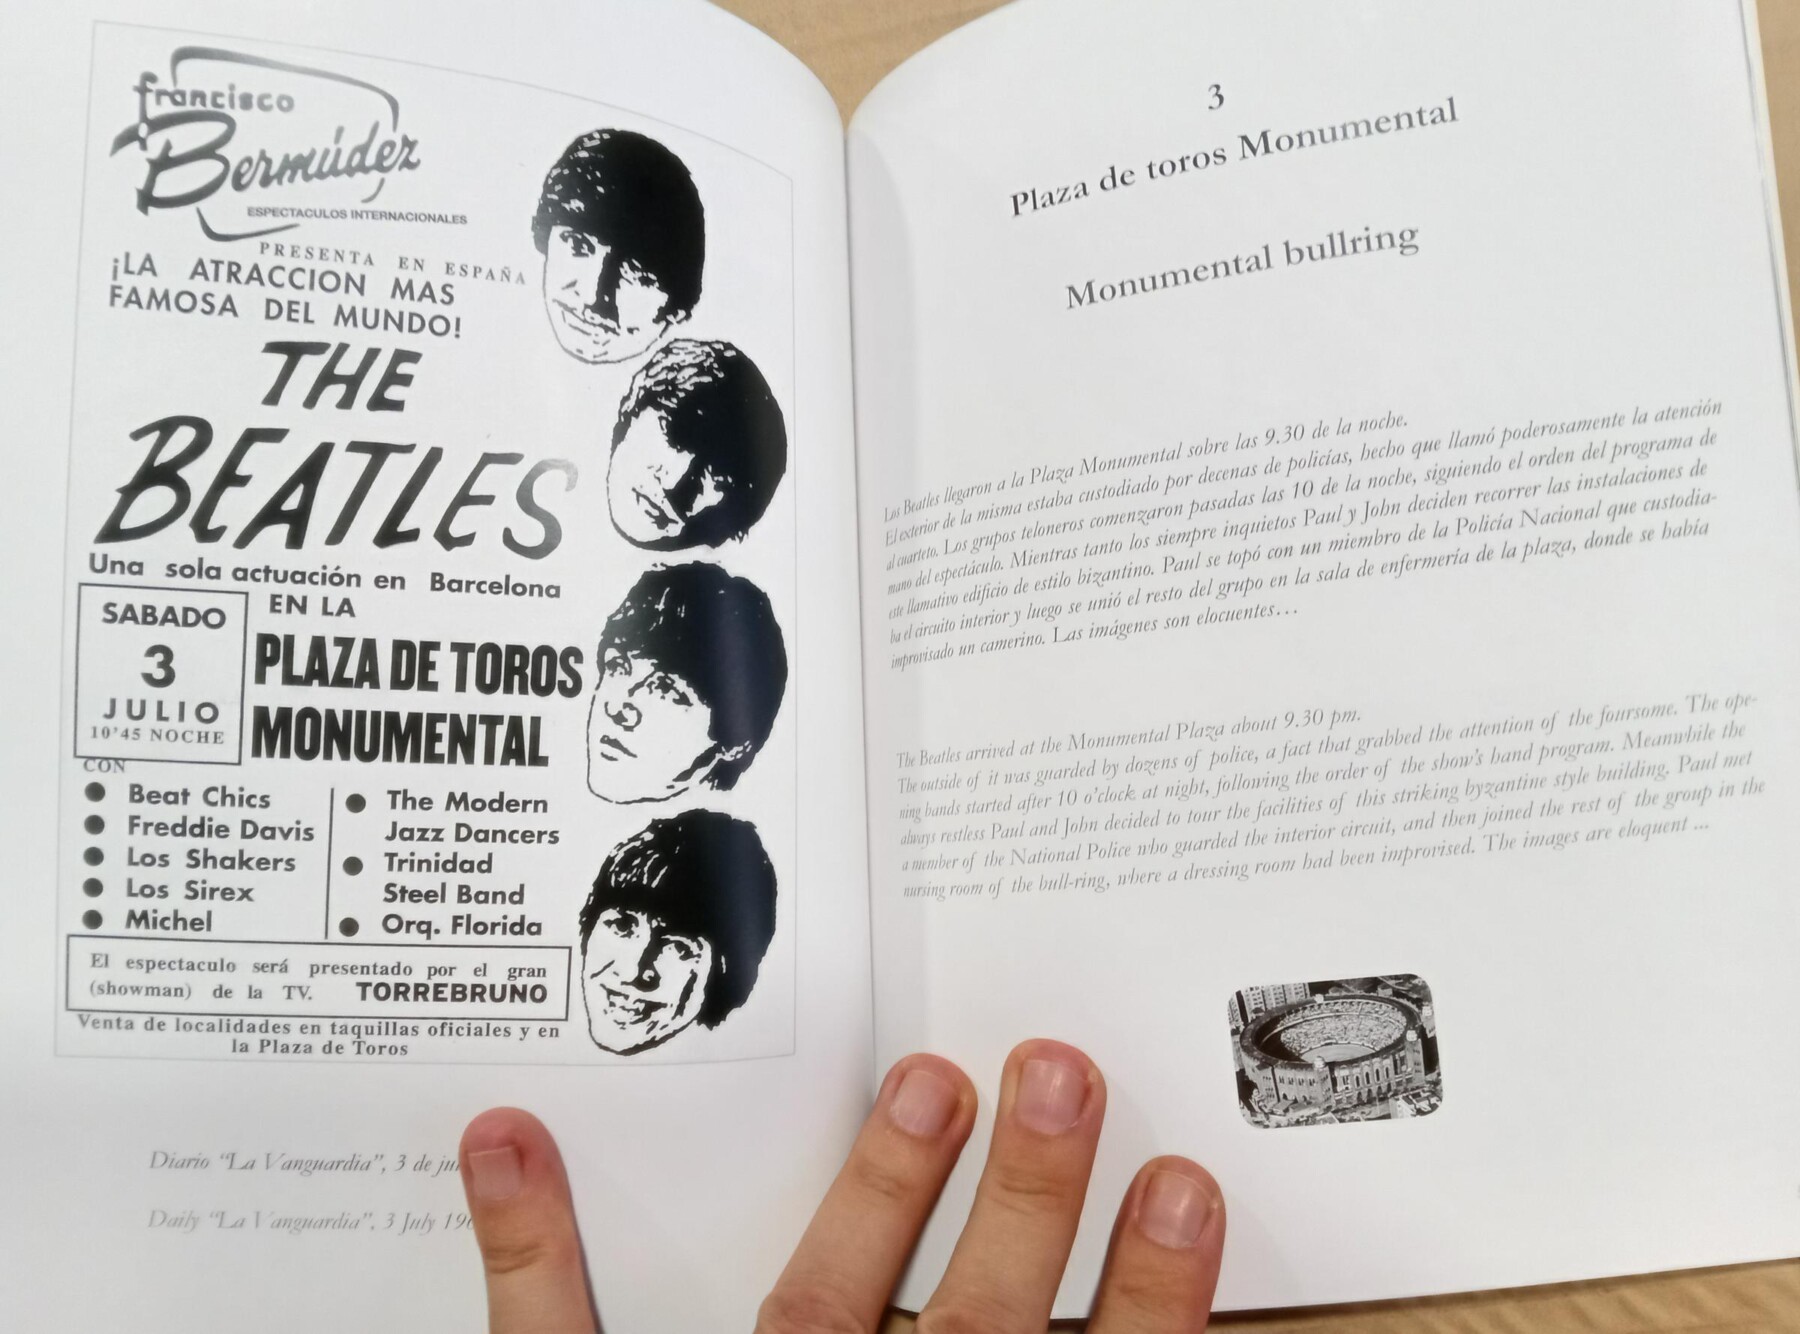 francisco
Bermúdez
ESPECTACULOS INTERNACIONALES
PRESENTA EN ESPAÑA
¡LA ATRACCION MAS
FAMOSA DEL MUNDO!
THE
BEATLES
Una sola actuación en Barcelona
EN LA
SABADO
3
JULIO
10'45 NOCHE
PLAZA DE TOROS
MONUMENTAL
CON
Beat Chics
Freddie Davis
Los Shakers
Los Sirex
Michel
The Modern
Jazz Dancers
Trinidad
Steel Band
Orq. Florida
El espectaculo será presentado por el gran
(showman) de la TV. TORREBRUNO
Venta de localidades en taquillas oficiales y en
la Plaza de Toros
Diario "La Vanguardia", 3 de
Daily "La Vanguardia", 3 July
3
Plaza de toros Monumental
Monumental bullring
Los Beatles llegaron a la Plaza Monumental sobre las 9.30 de la noche.
El exterior de la misma estaba custodiado por decenas de policías, hecho que llamó poderosamente la atención
al cuarteto. Los grupos teloneros comenzaron pasadas las 10 de la noche, siguiendo el orden del programa de
mano del espectáculo. Mientras tanto los siempre inquietos Paul y John deciden recorrer las instalaciones de
este llamativo edificio de estilo bizantino. Paul se topó con un miembro de la Policía Nacional que custodia-
ba el circuito interior y luego se unió el resto del grupo en la sala de enfermería de la plaza, donde se había
improvisado un camerino. Las imágenes son elocuentes...
The Beatles arrived at the Monumental Plaza about 9.30 pm.
The outside of it was guarded by dozens of police, a fact that grabbed the attention of the foursome. The ope-
ning bands started after 10 o'clock at night, following the order of the show's hand program. Meanwhile the
always restless Paul and John decided to tour the facilities of this striking byzantine style building. Paul met
a member of the National Police who guarded the interior circuit, and then joined the rest of the group in the
nursing room of the bull-ring, where a dressing room had been improvised. The images are eloquent ...